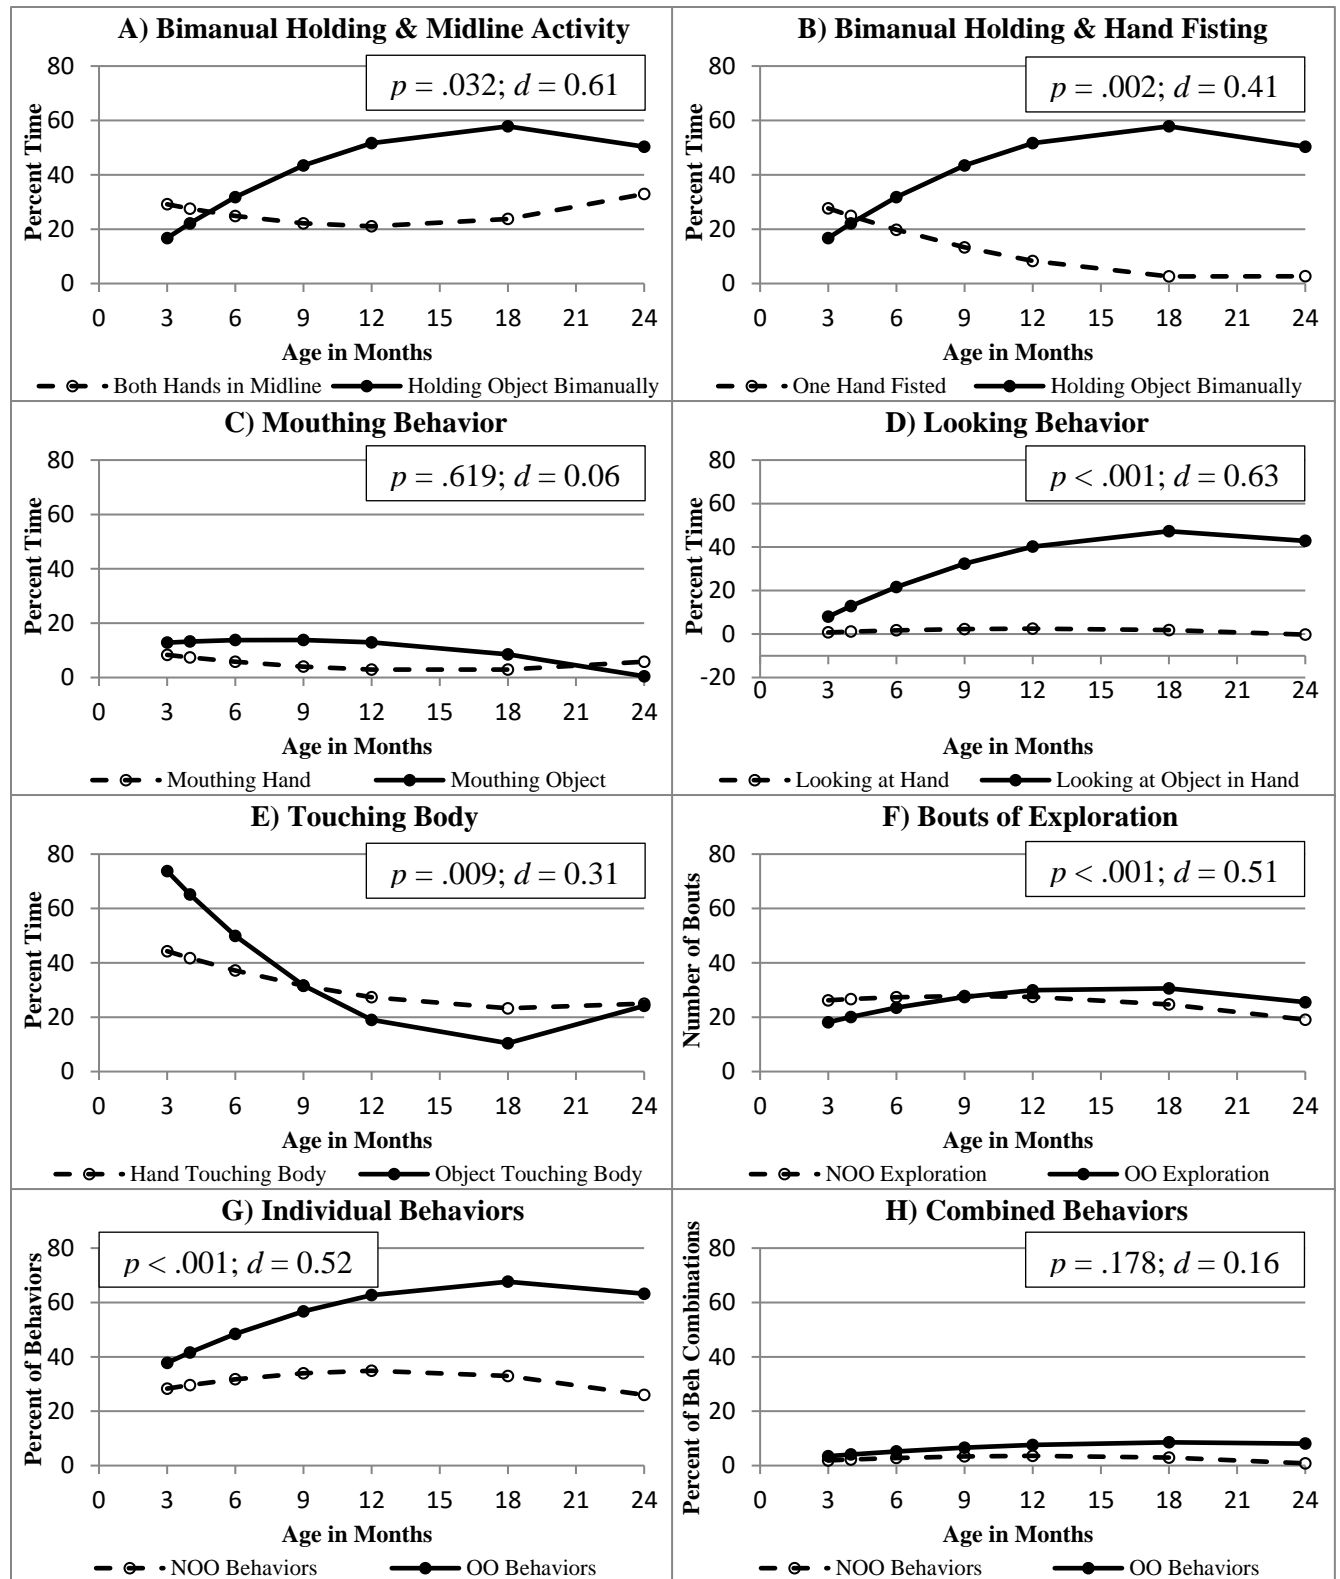 A) Bimanual Holding & Midline Activity
p = .032; d = 0.61
Percent Time
80
60
40
20
0
0 3 6 9 12 15 18 21 24
Age in Months
Both Hands in Midline Holding Object Bimanually
B) Bimanual Holding & Hand Fisting
p = .002; d = 0.41
Percent Time
80
60
40
20
0
0 3 6 9 12 15 18 21 24
Age in Months
One Hand Fisted Holding Object Bimanually
C) Mouthing Behavior
p = .619; d = 0.06
Percent Time
80
60
40
20
0
0 3 6 9 12 15 18 21 24
Age in Months
Mouthing Hand Mouthing Object
D) Looking Behavior
p < .001; d = 0.63
Percent Time
80
60
40
20
0
-20
0 3 6 9 12 15 18 21 24
Age in Months
Looking at Hand Looking at Object in Hand
E) Touching Body
p = .009; d = 0.31
Percent Time
80
60
40
20
0
0 3 6 9 12 15 18 21 24
Age in Months
Hand Touching Body Object Touching Body
F) Bouts of Exploration
p < .001; d = 0.51
Number of Bouts
80
60
40
20
0
0 3 6 9 12 15 18 21 24
Age in Months
NOO Exploration OO Exploration
G) Individual Behaviors
p < .001; d = 0.52
Percent of Behaviors
80
60
40
20
0
0 3 6 9 12 15 18 21 24
Age in Months
NOO Behaviors OO Behaviors
H) Combined Behaviors
p = .178; d = 0.16
Percent of Beh Combinations
80
60
40
20
0
0 3 6 9 12 15 18 21 24
Age in Months
NOO Behaviors OO Behaviors